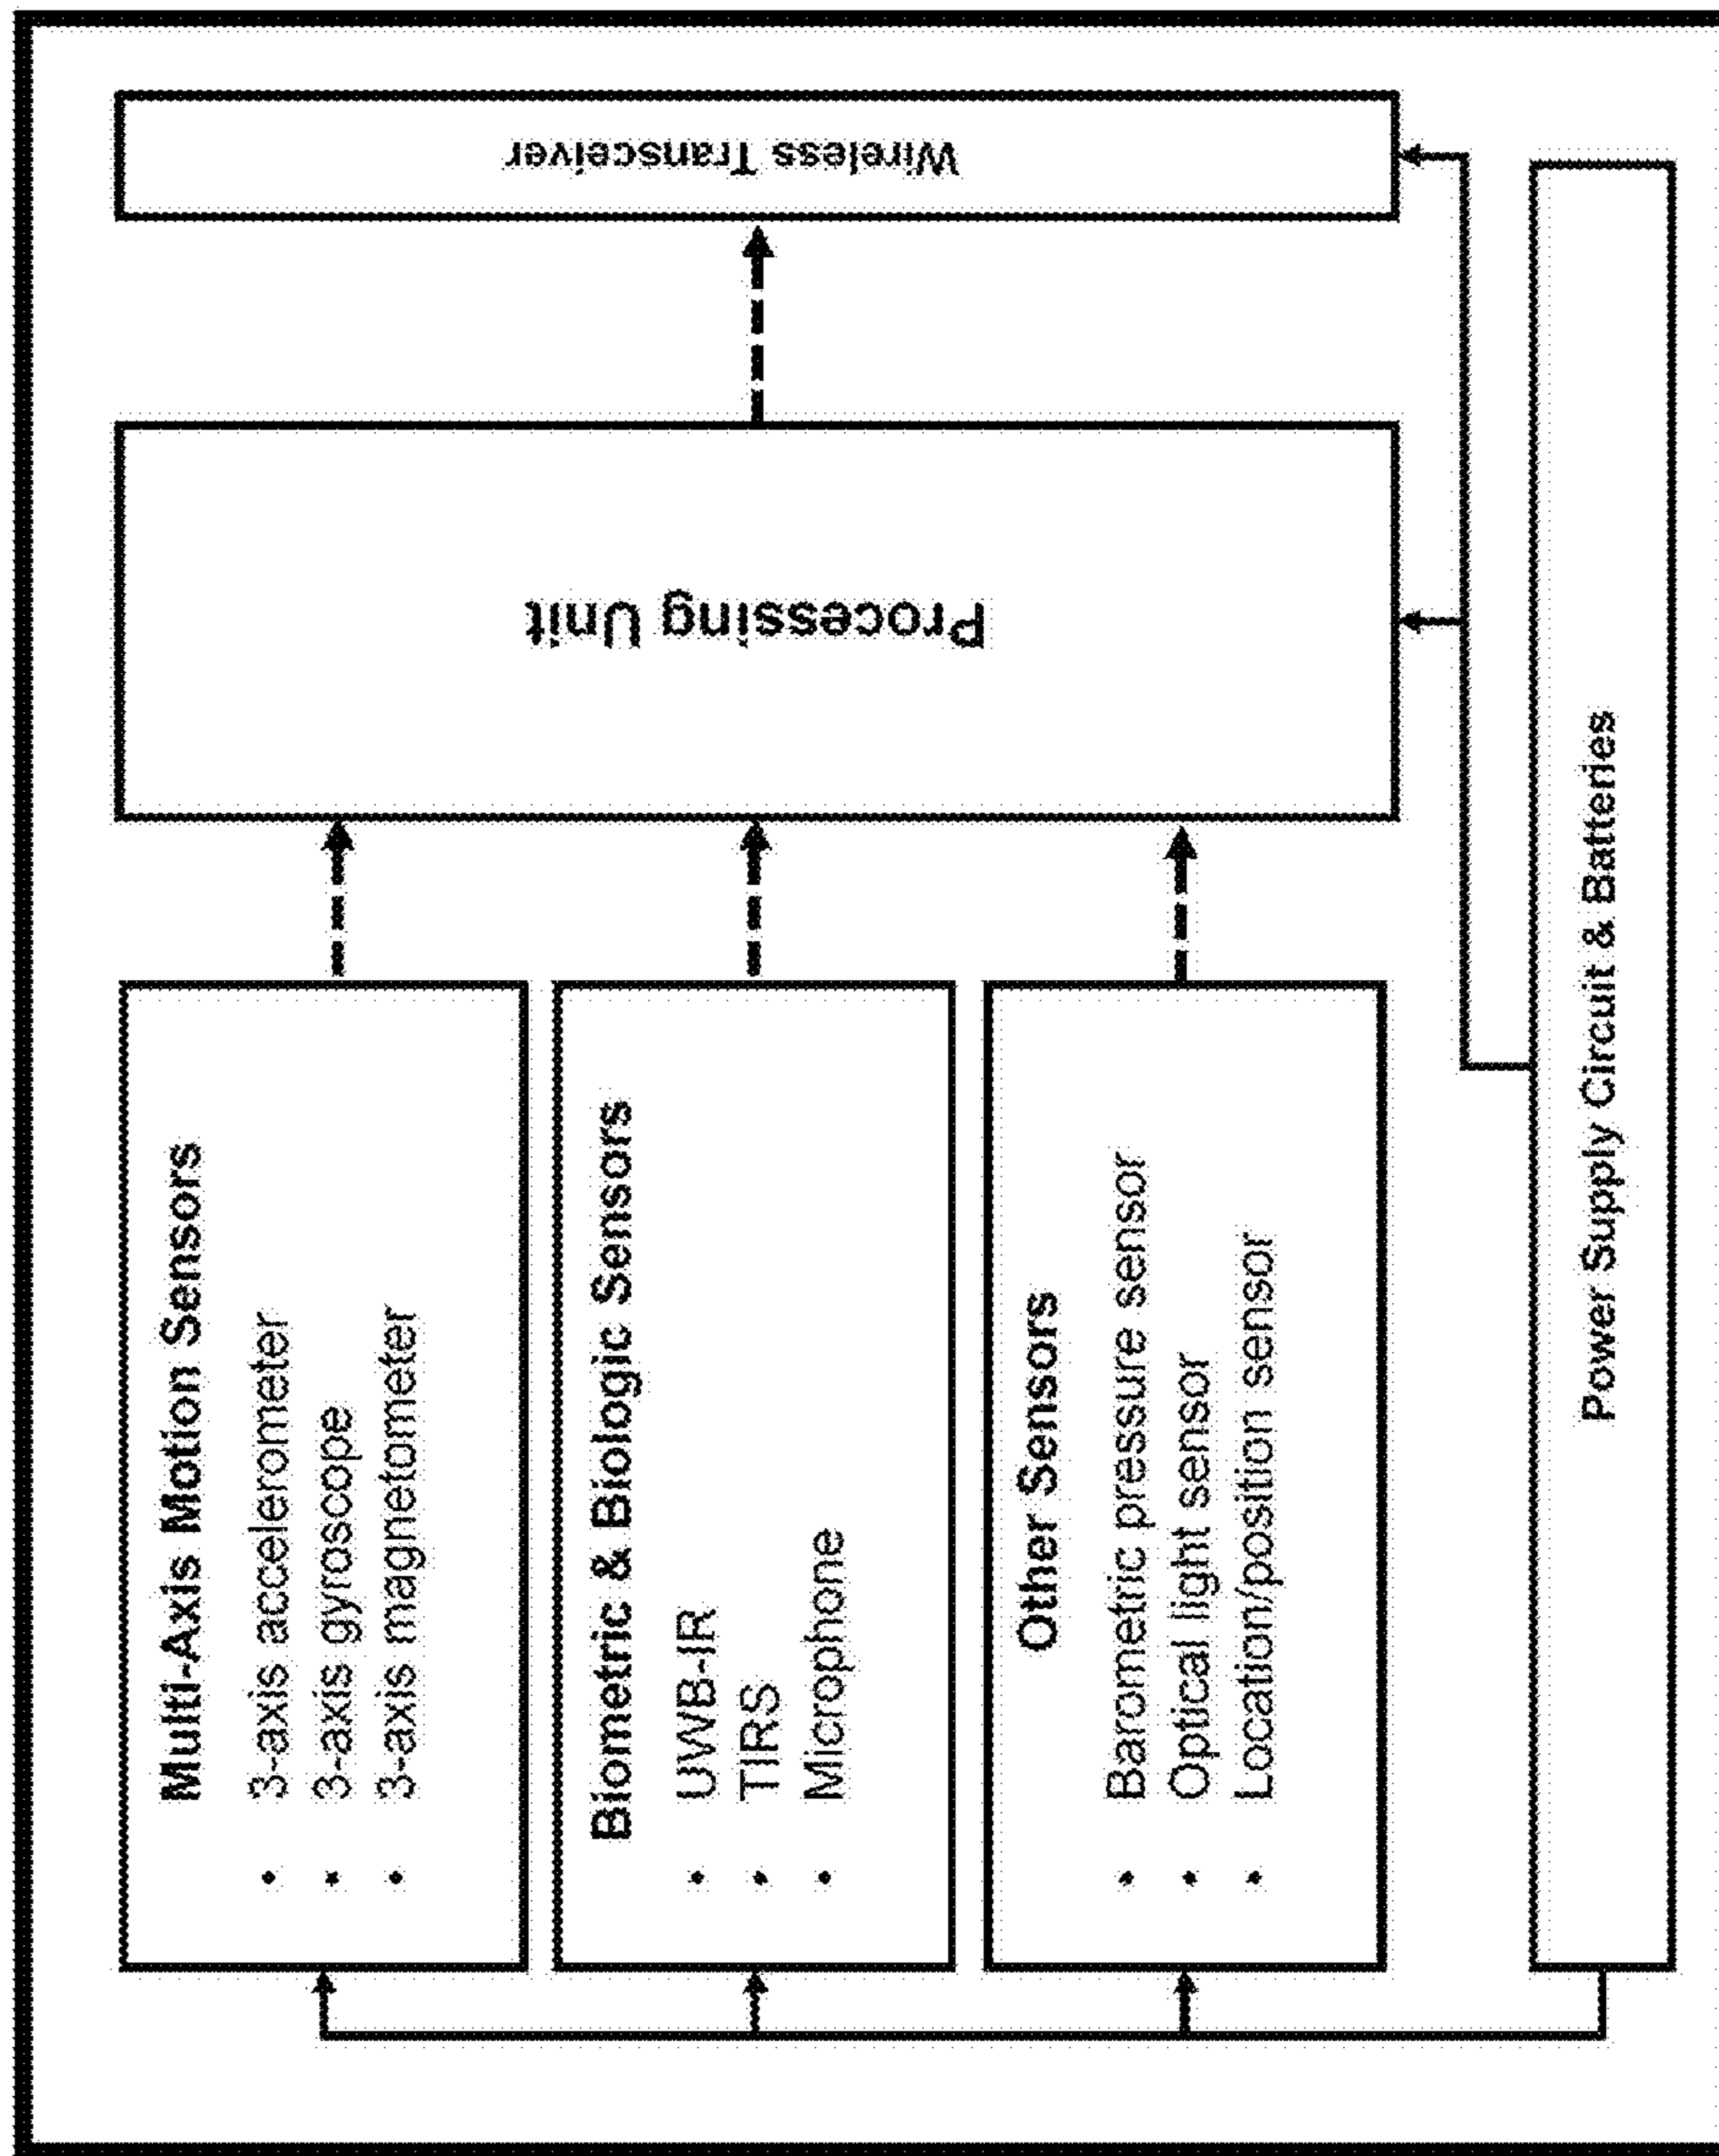 Multi-Axis Motion Sensors
• 3-axis accelerometer
• 3-axis gyroscope
• 3-axis magnetometer
Biometric & Biologic Sensors
• UWB-IR
• TIRS
• Microphone
Other Sensors
• Barometric pressure sensor
• Optical light sensor
• Location/position sensor
Processing Unit
Wireless Transceiver
Power Supply Circuit & Batteries